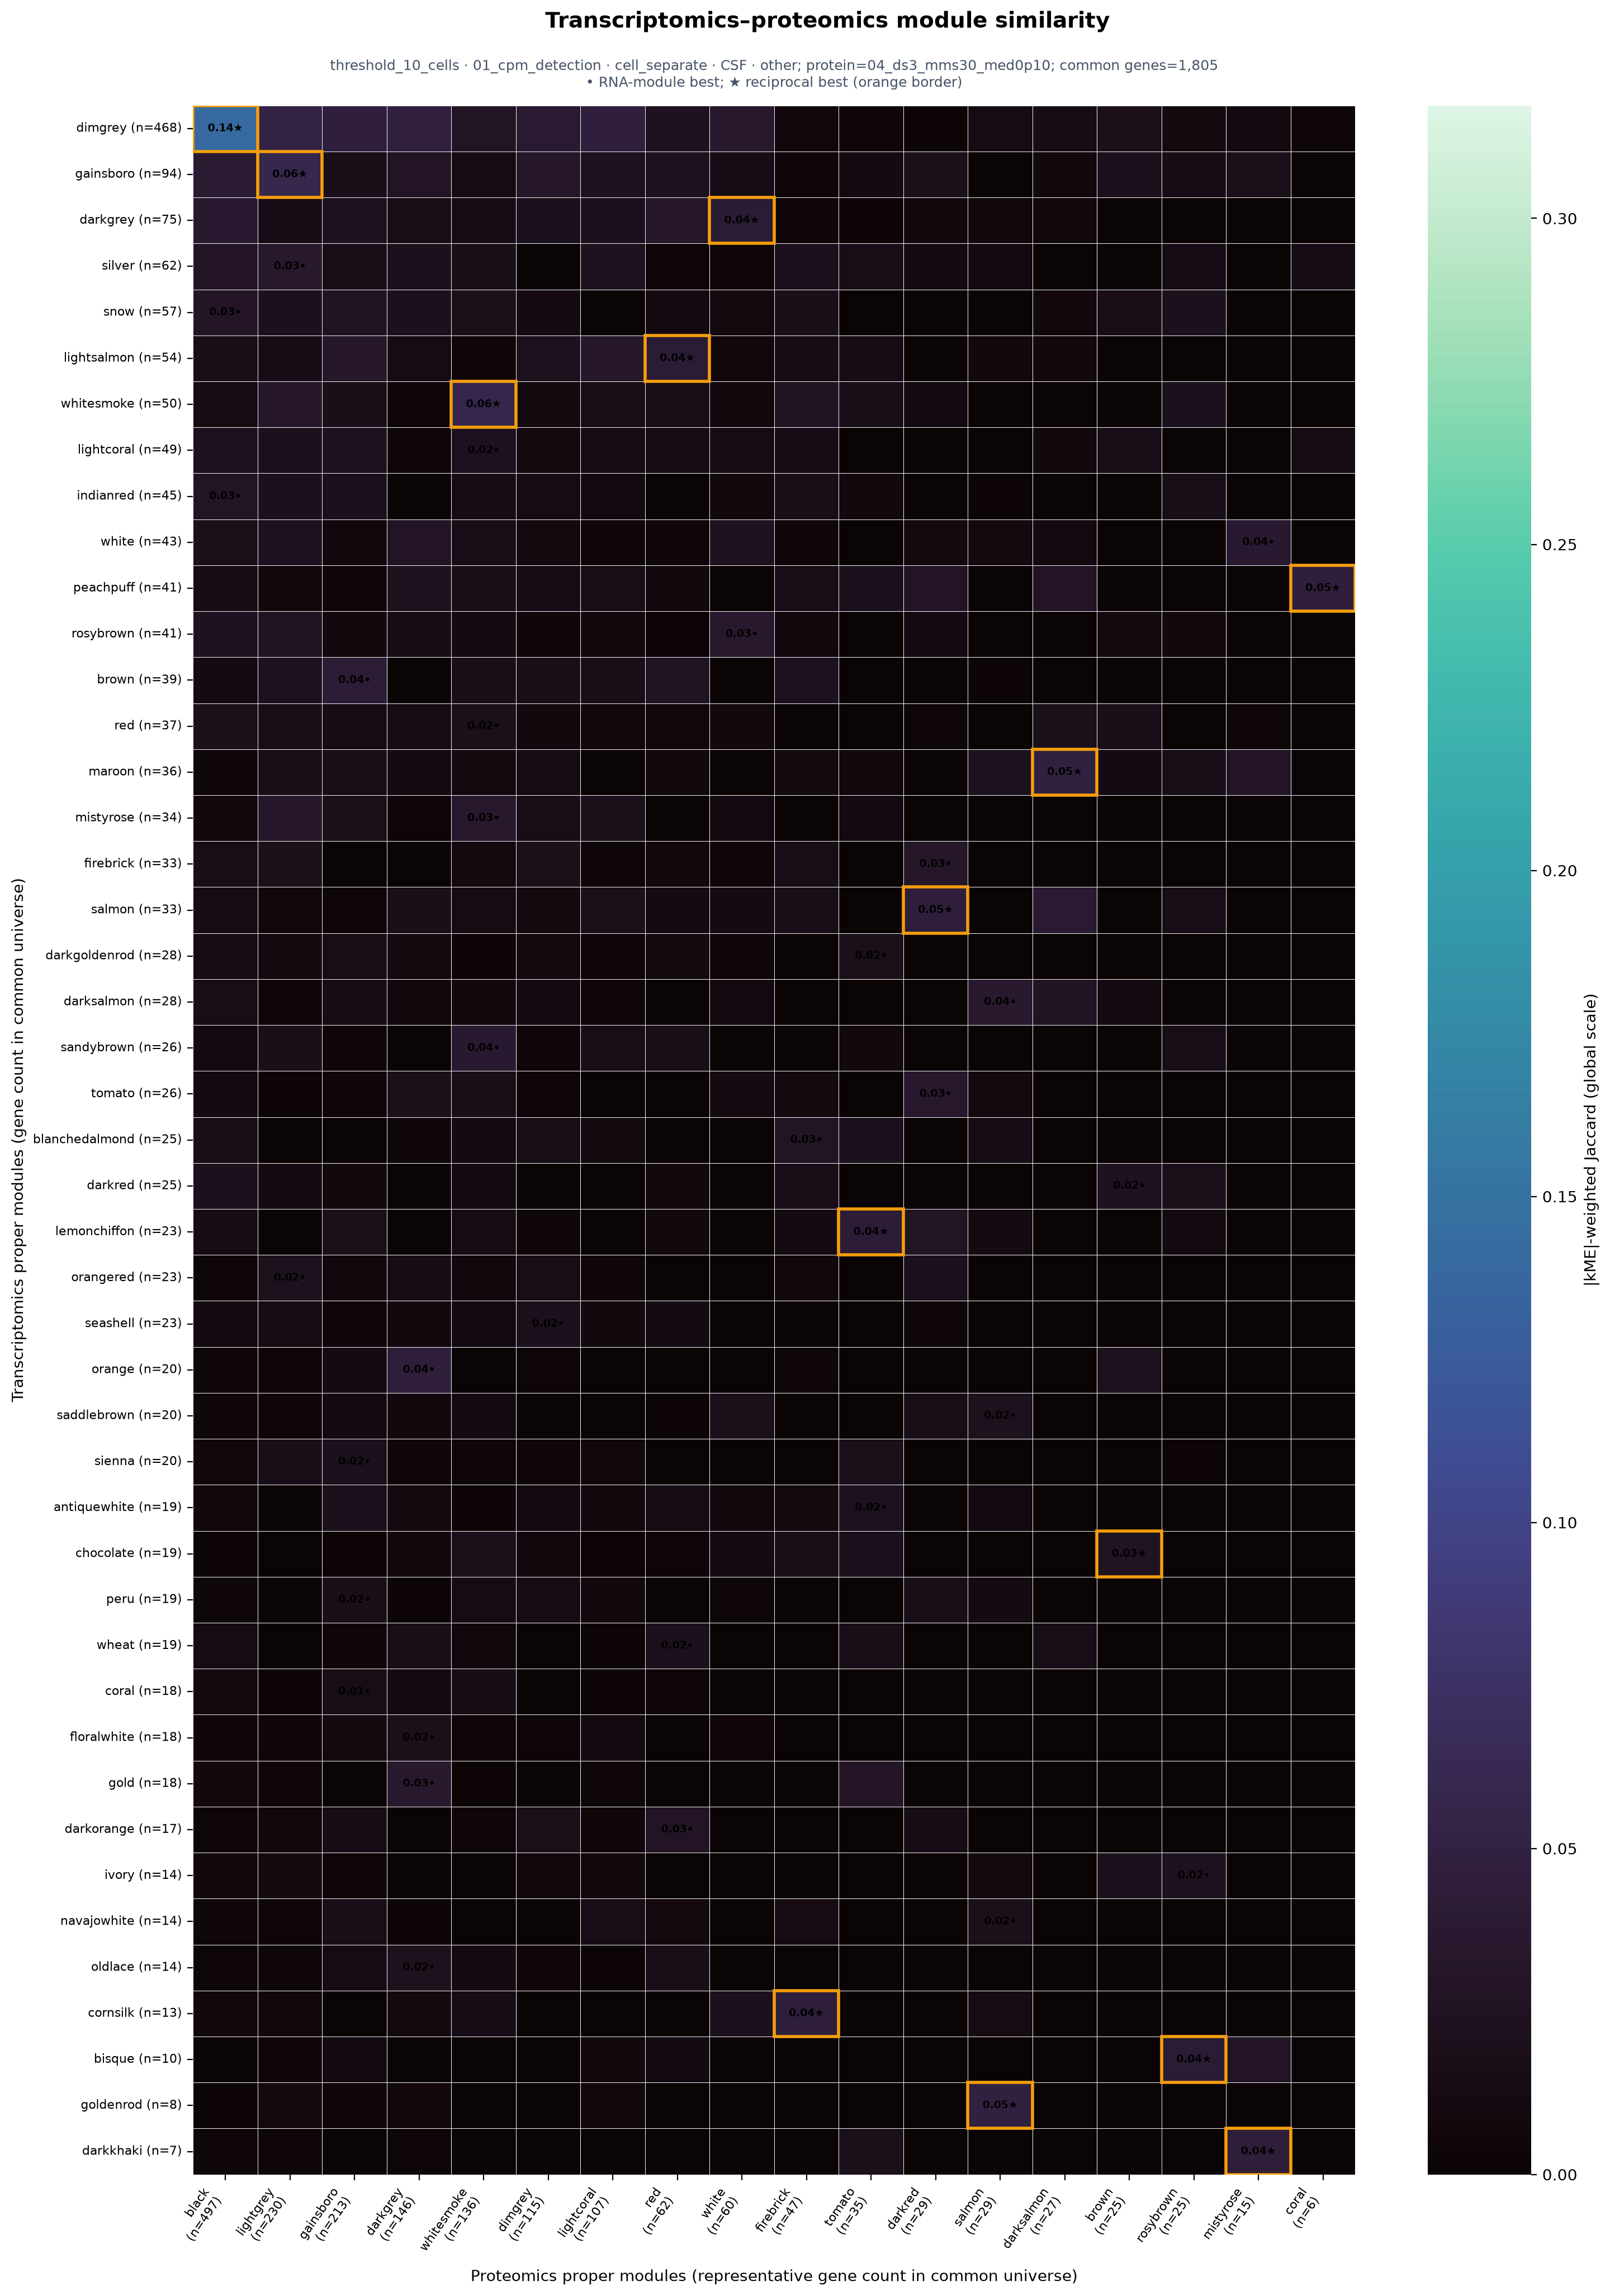 Transcriptomics–proteomics module similarity
threshold_10_cells · 01_cpm_detection · cell_separate · CSF · other; protein=04_ds3_mms30_med0p10; common genes=1,805
• RNA-module best; ★ reciprocal best (orange border)
Transcriptomics proper modules (gene count in common universe)
dimgrey (n=468) 0.14★
gainsboro (n=94) 0.06★
darkgrey (n=75) 0.04★
silver (n=62) 0.03•
snow (n=57) 0.03•
lightsalmon (n=54) 0.04★
whitesmoke (n=50) 0.06★
lightcoral (n=49) 0.02•
indianred (n=45) 0.03•
white (n=43) 0.04•
peachpuff (n=41) 0.05★
rosybrown (n=41) 0.03•
brown (n=39) 0.04•
red (n=37) 0.02•
maroon (n=36) 0.05★
mistyrose (n=34) 0.03•
firebrick (n=33) 0.03•
salmon (n=33) 0.05★
darkgoldenrod (n=28) 0.02•
darksalmon (n=28) 0.04•
sandybrown (n=26) 0.04•
tomato (n=26) 0.03•
blanchedalmond (n=25) 0.03•
darkred (n=25) 0.02•
lemonchiffon (n=23) 0.04★
orangered (n=23) 0.02•
seashell (n=23) 0.02•
orange (n=20) 0.04•
saddlebrown (n=20) 0.02•
sienna (n=20) 0.02•
antiquewhite (n=19) 0.02•
chocolate (n=19) 0.03★
peru (n=19) 0.02•
wheat (n=19) 0.02•
coral (n=18) 0.01•
floralwhite (n=18) 0.02•
gold (n=18) 0.03•
darkorange (n=17) 0.03•
ivory (n=14) 0.02•
navajowhite (n=14) 0.02•
oldlace (n=14) 0.02•
cornsilk (n=13) 0.04★
bisque (n=10) 0.04★
goldenrod (n=8) 0.05★
darkkhaki (n=7) 0.04★
black
(n=497)
lightgrey
(n=230)
gainsboro
(n=213)
darkgrey
(n=146)
whitesmoke
(n=136)
dimgrey
(n=115)
lightcoral
(n=107)
red
(n=62)
white
(n=60)
firebrick
(n=47)
tomato
(n=35)
darkred
(n=29)
salmon
(n=29)
darksalmon
(n=27)
brown
(n=25)
rosybrown
(n=25)
mistyrose
(n=15)
coral
(n=6)
Proteomics proper modules (representative gene count in common universe)
0.30
0.25
0.20
0.15
0.10
0.05
0.00
|kME|-weighted Jaccard (global scale)